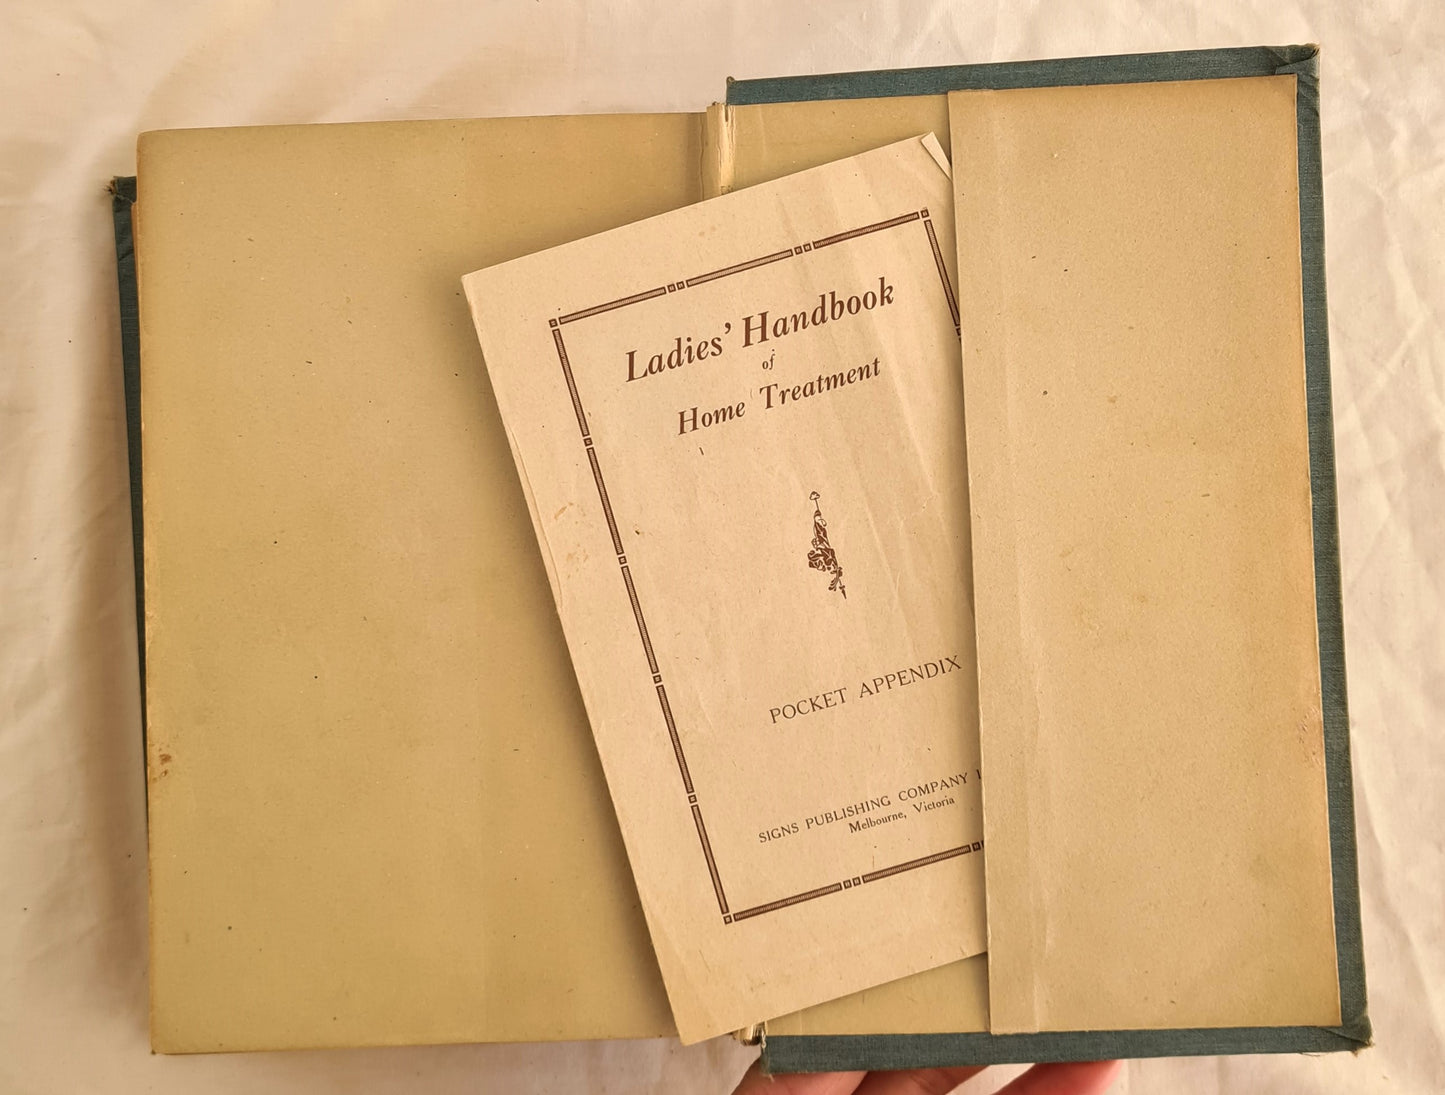 Ladies' Handbook
of
Home Treatment
POCKET APPENDIX
SIGNS PUBLISHING COMPANY
Melbourne, Victoria